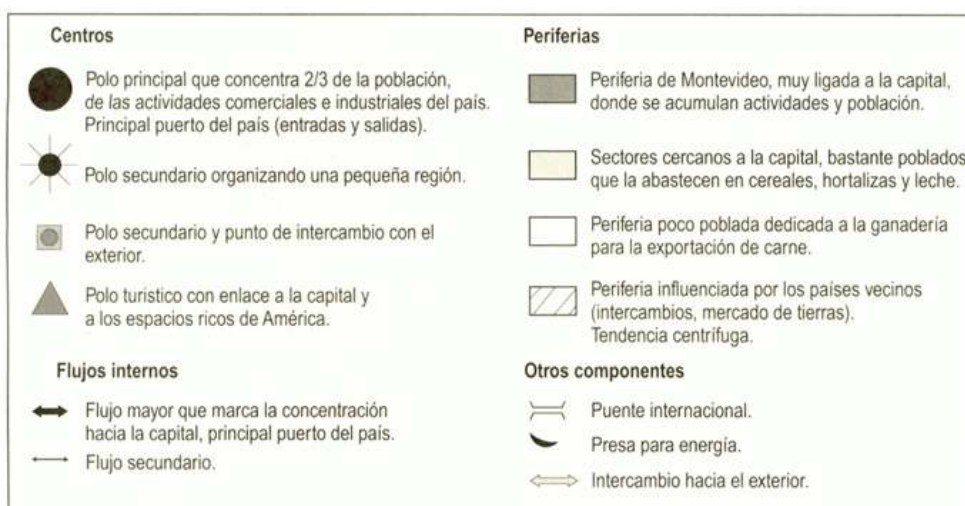 Centros
Polo principal que concentra 2/3 de la población,
de las actividades comerciales e industriales del país.
Principal puerto del país (entradas y salidas).
Polo secundario organizando una pequeña región.
Polo secundario y punto de intercambio con el
exterior.
Polo turistico con enlace a la capital y
a los espacios ricos de América.
Flujos internos
Flujo mayor que marca la concentración
hacia la capital, principal puerto del país.
Flujo secundario.
Periferias
Periferia de Montevideo, muy ligada a la capital,
donde se acumulan actividades y población.
Sectores cercanos a la capital, bastante poblados
que la abastecen en cereales, hortalizas y leche.
Periferia poco poblada dedicada a la ganadería
para la exportación de carne.
Periferia influenciada por los países vecinos
(intercambios, mercado de tierras).
Tendencia centrífuga.
Otros componentes
Puente internacional.
Presa para energía.
Intercambio hacia el exterior.